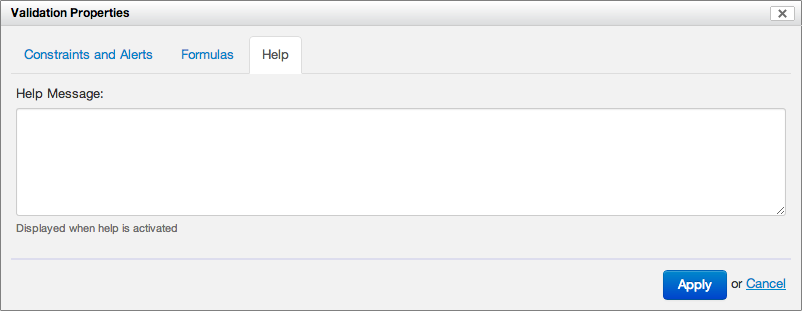 Validation Properties
Constraints and Alerts Formulas Help
Help Message:
Displayed when help is activated
Apply or Cancel